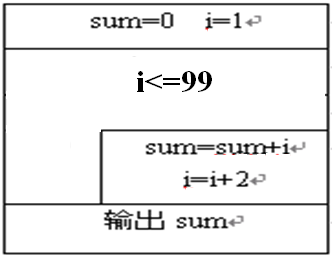 sum=0 i=1↵
i<=99
sum=sum+i↵
i=i+2↵
输出 sum↵